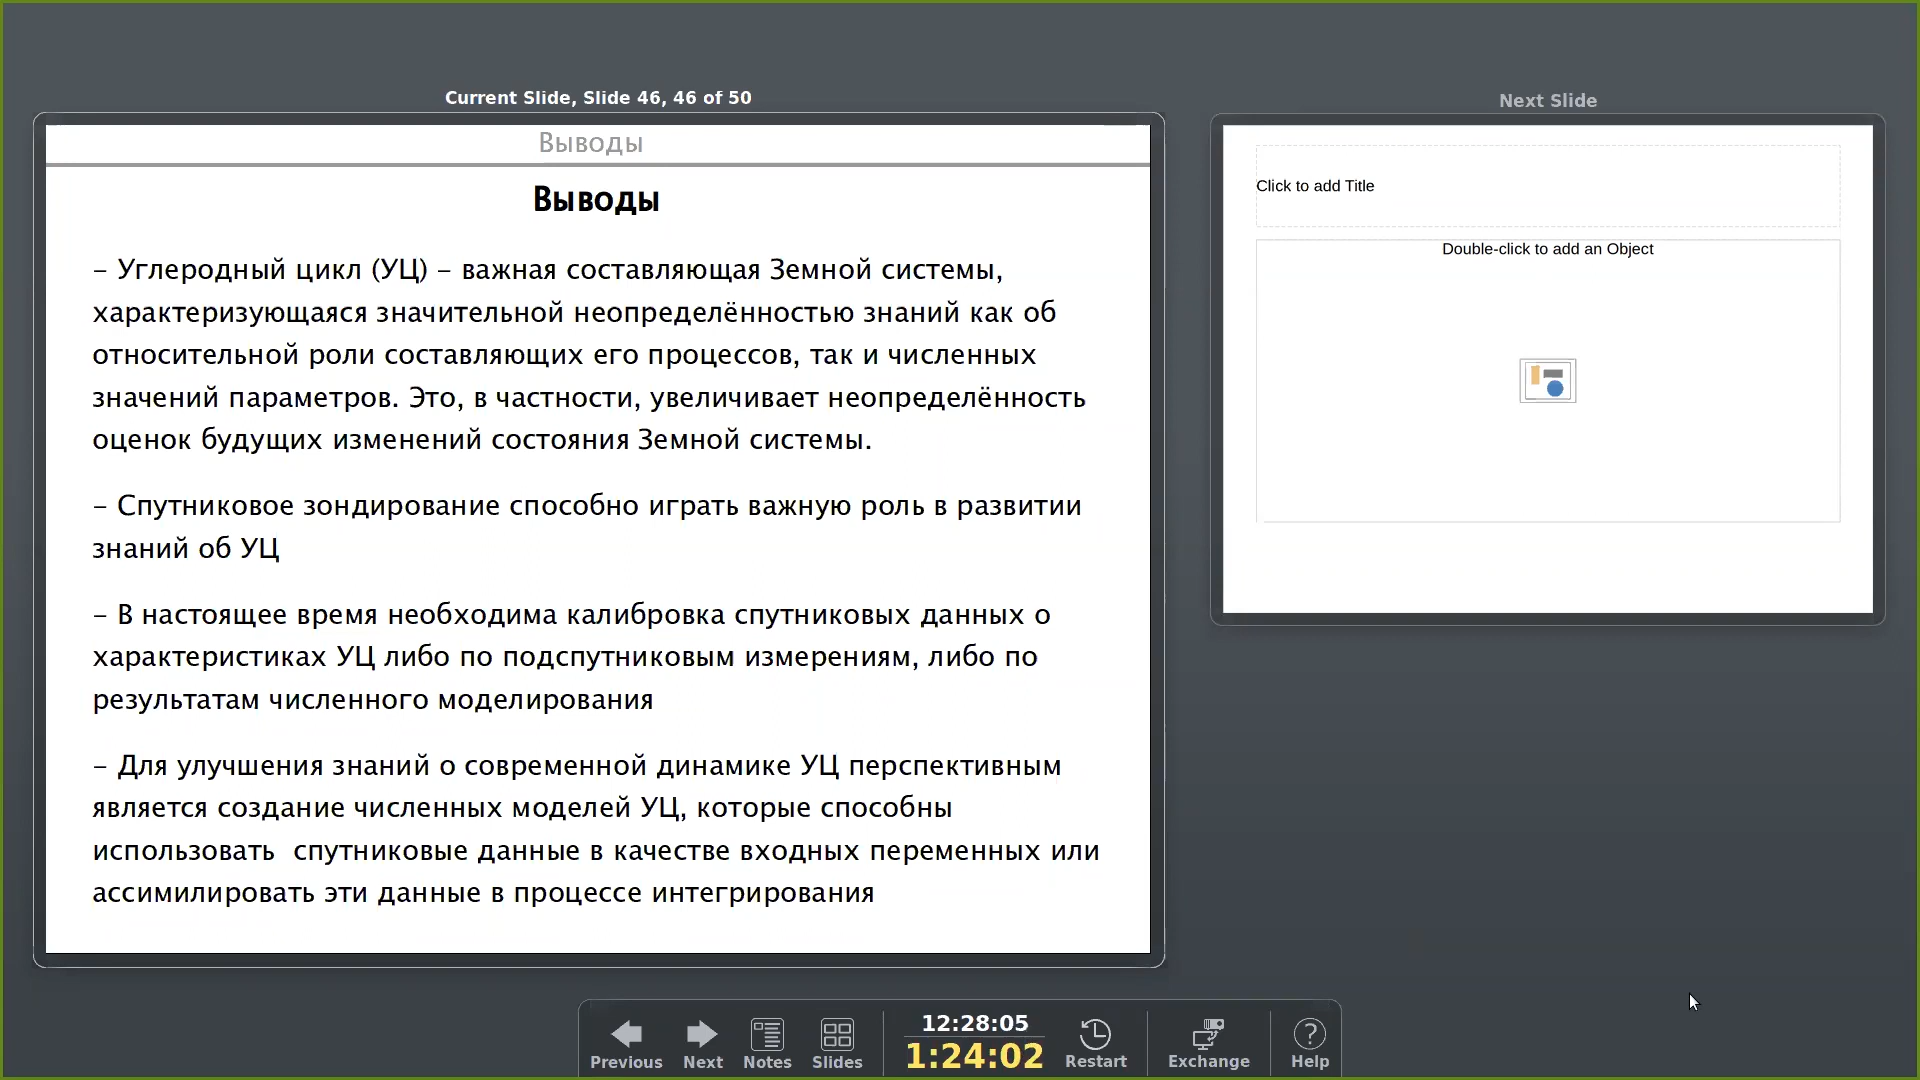 Current Slide, Slide 46, 46 of 50
Выводы
Выводы
– Углеродный цикл (УЦ) – важная составляющая Земной системы,
характеризующаяся значительной неопределённостью знаний как об
относительной роли составляющих его процессов, так и численных
значений параметров. Это, в частности, увеличивает неопределённость
оценок будущих изменений состояния Земной системы.
– Спутниковое зондирование способно играть важную роль в развитии
знаний об УЦ
– В настоящее время необходима калибровка спутниковых данных о
характеристиках УЦ либо по подспутниковым измерениям, либо по
результатам численного моделирования
– Для улучшения знаний о современной динамике УЦ перспективным
является создание численных моделей УЦ, которые способны
использовать  спутниковые данные в качестве входных переменных или
ассимилировать эти данные в процессе интегрирования
Next Slide
Click to add Title
Double-click to add an Object
Previous
Next
Notes
Slides
12:28:05
1:24:02
Restart
Exchange
? Help